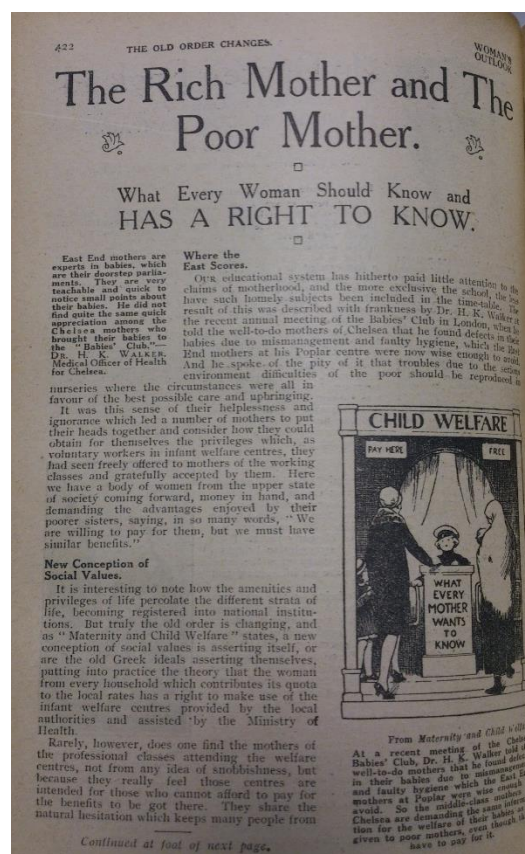 422
THE OLD ORDER CHANGES.
WOMAN'S
OUTLOOK
The Rich Mother and The
Poor Mother.
What Every Woman Should Know and
HAS A RIGHT TO KNOW.
East End mothers are
experts in babies, which
are their doorstep parlia-
ments. They are very
teachable and quick to
notice small points about
their babies. He did not
find quite the same quick
appreciation among the
Chelsea mothers who
brought their babies to
the "Babies' Club."—
DR. H. K. WALKER,
Medical Officer of Health
for Chelsea.
Where the
East Scores.
OUR educational system has hitherto paid little attention to the
claims of motherhood, and the more exclusive the school, the less
have such homely subjects been included in the time-table. The
result of this was described with frankness by Dr. H. K. Walker at
the recent annual meeting of the Babies' Club in London, when he
told the well-to-do mothers of Chelsea that he found defects in their
babies due to mismanagement and faulty hygiene, which the East
End mothers at his Poplar centre were now wise enough to avoid.
And he spoke of the pity of it that troubles due to the serious
environment difficulties of the poor should be reproduced in
nurseries where the circumstances were all in
favour of the best possible care and upbringing.
It was this sense of their helplessness and
ignorance which led a number of mothers to put
their heads together and consider how they could
obtain for themselves the privileges which, as
voluntary workers in infant welfare centres, they
had seen freely offered to mothers of the working
classes and gratefully accepted by them. Here
we have a body of women from the upper state
of society coming forward, money in hand, and
demanding the advantages enjoyed by their
poorer sisters, saying, in so many words, "We
are willing to pay for them, but we must have
similar benefits."
New Conception of
Social Values.
It is interesting to note how the amenities and
privileges of life percolate the different strata of
life, becoming registered into national institu-
tions. But truly the old order is changing, and
as "Maternity and Child Welfare" states, a new
conception of social values is asserting itself, or
are the old Greek ideals asserting themselves,
putting into practice the theory that the woman
from every household which contributes its quota
to the local rates has a right to make use of the
infant welfare centres provided by the local
authorities and assisted by the Ministry of
Health.
Rarely, however, does one find the mothers of
the professional classes attending the welfare
centres, not from any idea of snobbishness, but
because they really feel those centres are
intended for those who cannot afford to pay for
the benefits to be got there. They share the
natural hesitation which keeps many people from
Continued at foot of next page.
CHILD WELFARE
PAY HERE
FREE
WHAT
EVERY
MOTHER
WANTS
TO
KNOW
From Maternity and Child
At a recent meeting of the
Babies' Club, Dr. H. K. Walker told
well-to-do mothers that he found
in their babies due to
and faulty hygiene which the East
mothers at Poplar were wise enough
avoid. So the middle-class mothers
Chelsea are demanding the same
tion for the welfare of their babies
given to poor mothers, even though
have to pay for it.